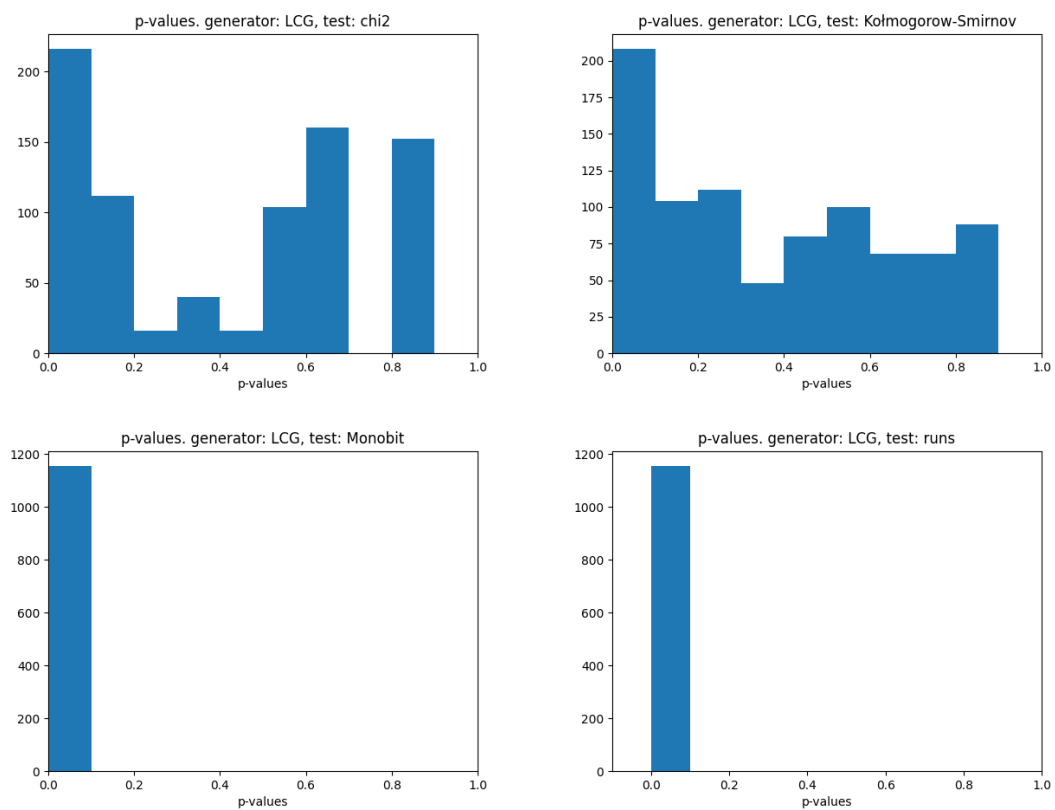 p-values. generator: LCG, test: chi2
200
150
100
50
0
0.0 0.2 0.4 0.6 0.8 1.0
p-values
p-values. generator: LCG, test: Kołmogorow-Smirnov
200
175
150
125
100
75
50
25
0
0.0 0.2 0.4 0.6 0.8 1.0
p-values
p-values. generator: LCG, test: Monobit
1200
1000
800
600
400
200
0
0.0 0.2 0.4 0.6 0.8 1.0
p-values
p-values. generator: LCG, test: runs
1200
1000
800
600
400
200
0
0.0 0.2 0.4 0.6 0.8 1.0
p-values